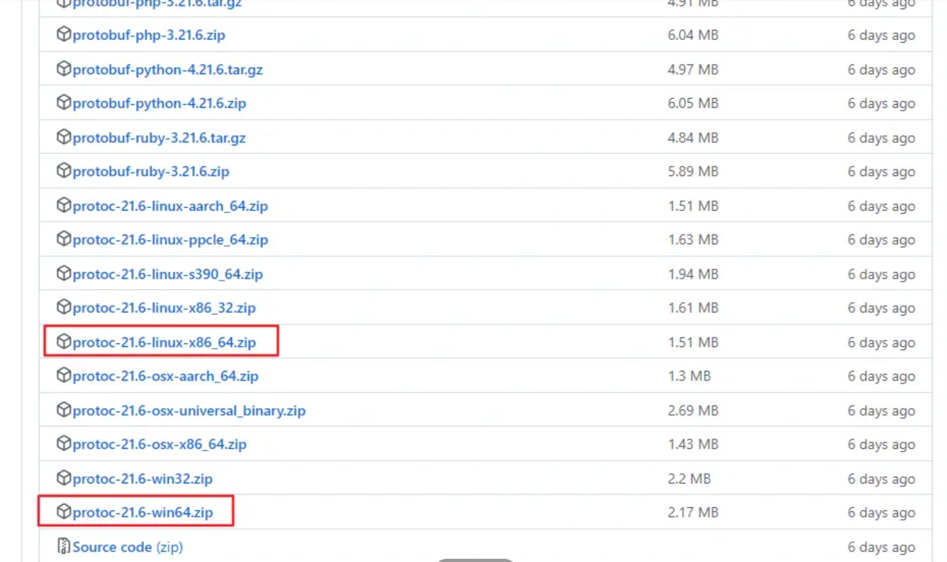 protobuf-php-3.21.6.tar.gz 4.91 MB 6 days ago
protobuf-php-3.21.6.zip 6.04 MB 6 days ago
protobuf-python-4.21.6.tar.gz 4.97 MB 6 days ago
protobuf-python-4.21.6.zip 6.05 MB 6 days ago
protobuf-ruby-3.21.6.tar.gz 4.84 MB 6 days ago
protobuf-ruby-3.21.6.zip 5.89 MB 6 days ago
protoc-21.6-linux-aarch_64.zip 1.51 MB 6 days ago
protoc-21.6-linux-ppcle_64.zip 1.63 MB 6 days ago
protoc-21.6-linux-s390_64.zip 1.94 MB 6 days ago
protoc-21.6-linux-x86_32.zip 1.61 MB 6 days ago
protoc-21.6-linux-x86_64.zip 1.51 MB 6 days ago
protoc-21.6-osx-aarch_64.zip 1.3 MB 6 days ago
protoc-21.6-osx-universal_binary.zip 2.69 MB 6 days ago
protoc-21.6-osx-x86_64.zip 1.43 MB 6 days ago
protoc-21.6-win32.zip 2.2 MB 6 days ago
protoc-21.6-win64.zip 2.17 MB 6 days ago
Source code (zip) 6 days ago